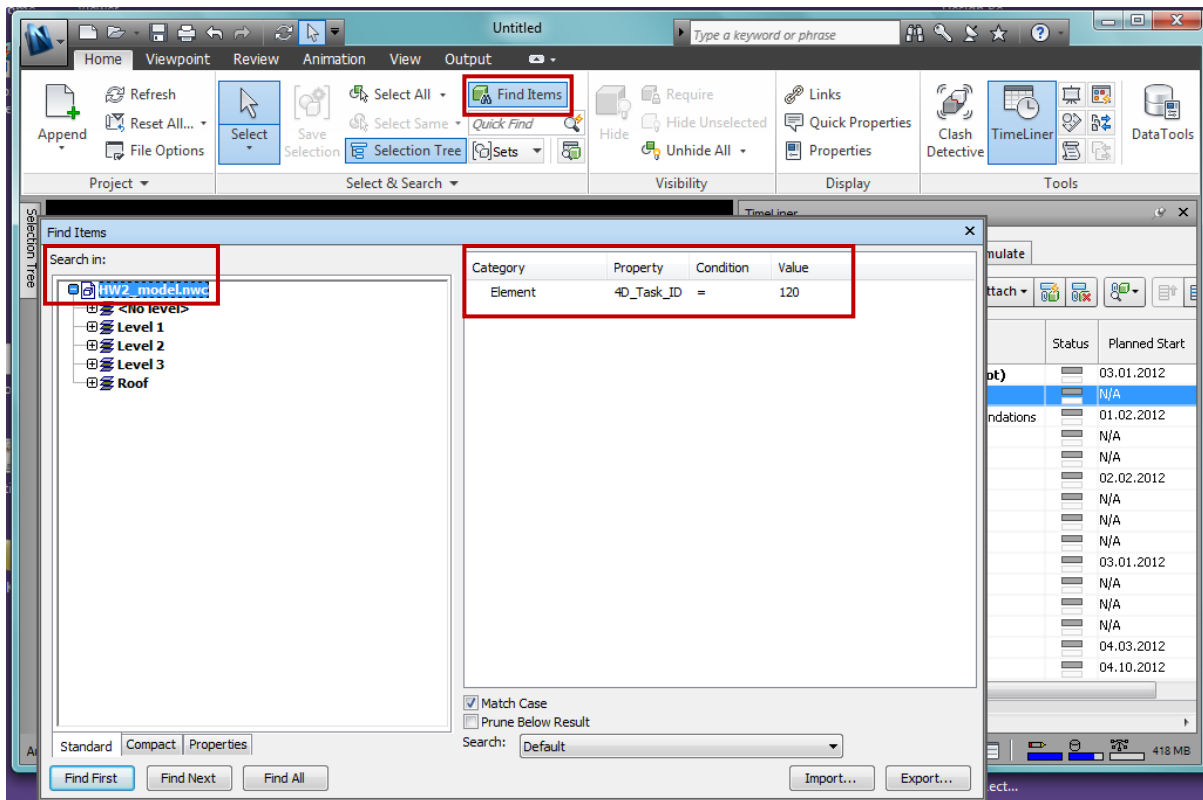 Untitled
Type a keyword or phrase
Home Viewpoint Review Animation View Output
Append
Refresh
Reset All...
File Options
Project
Select
Save Selection
Select All
Select Same
Selection Tree
Find Items
Quick Find
Sets
Select & Search
Hide
Require
Hide Unselected
Unhide All
Visibility
Links
Quick Properties
Properties
Display
Clash Detective
TimeLiner
DataTools
Tools
Selection Tree
TimeLiner
Find Items
Search in:
HW2_model.nwc
<No level>
Level 1
Level 2
Level 3
Roof
Category Property Condition Value
Element 4D_Task_ID = 120
Match Case
Prune Below Result
Search: Default
Standard Compact Properties
Find First Find Next Find All
Import... Export...
Status Planned Start
03.01.2012
N/A
01.02.2012
N/A
N/A
02.02.2012
N/A
N/A
N/A
03.01.2012
N/A
N/A
N/A
04.03.2012
04.10.2012
418 MB